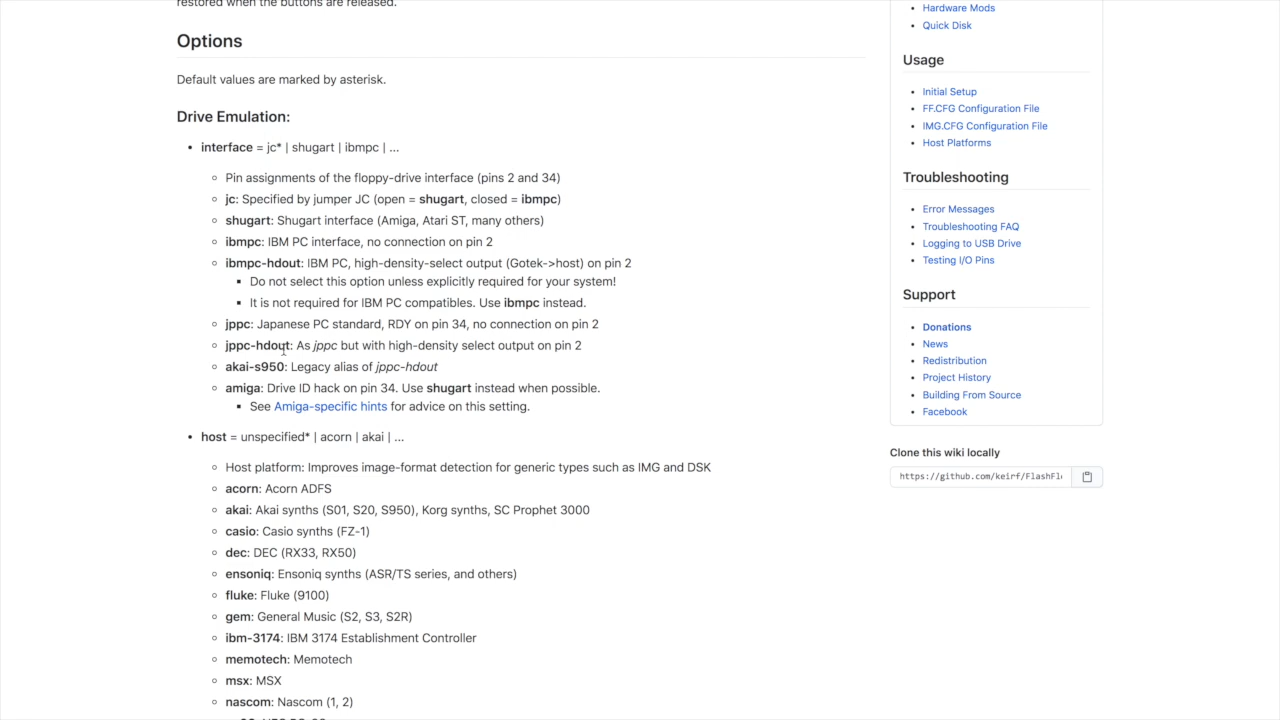 restored when the buttons are released.
Options
Default values are marked by asterisk.
Drive Emulation:
interface = jc* | shugart | ibmpc | ...
Pin assignments of the floppy-drive interface (pins 2 and 34)
jc: Specified by jumper JC (open = shugart, closed = ibmpc)
shugart: Shugart interface (Amiga, Atari ST, many others)
ibmpc: IBM PC interface, no connection on pin 2
ibmpc-hdout: IBM PC, high-density-select output (Gotek->host) on pin 2
Do not select this option unless explicitly required for your system!
It is not required for IBM PC compatibles. Use ibmpc instead.
jppc: Japanese PC standard, RDY on pin 34, no connection on pin 2
jppc-hdout: As jppc but with high-density select output on pin 2
akai-s950: Legacy alias of jppc-hdout
amiga: Drive ID hack on pin 34. Use shugart instead when possible.
See Amiga-specific hints for advice on this setting.
host = unspecified* | acorn | akai | ...
Host platform: Improves image-format detection for generic types such as IMG and DSK
acorn: Acorn ADFS
akai: Akai synths (S01, S20, S950), Korg synths, SC Prophet 3000
casio: Casio synths (FZ-1)
dec: DEC (RX33, RX50)
ensoniq: Ensoniq synths (ASR/TS series, and others)
fluke: Fluke (9100)
gem: General Music (S2, S3, S2R)
ibm-3174: IBM 3174 Establishment Controller
memotech: Memotech
msx: MSX
nascom: Nascom (1, 2)
Hardware Mods
Quick Disk
Usage
Initial Setup
FF.CFG Configuration File
IMG.CFG Configuration File
Host Platforms
Troubleshooting
Error Messages
Troubleshooting FAQ
Logging to USB Drive
Testing I/O Pins
Support
Donations
News
Redistribution
Project History
Building From Source
Facebook
Clone this wiki locally
https://github.com/keirf/FlashFl